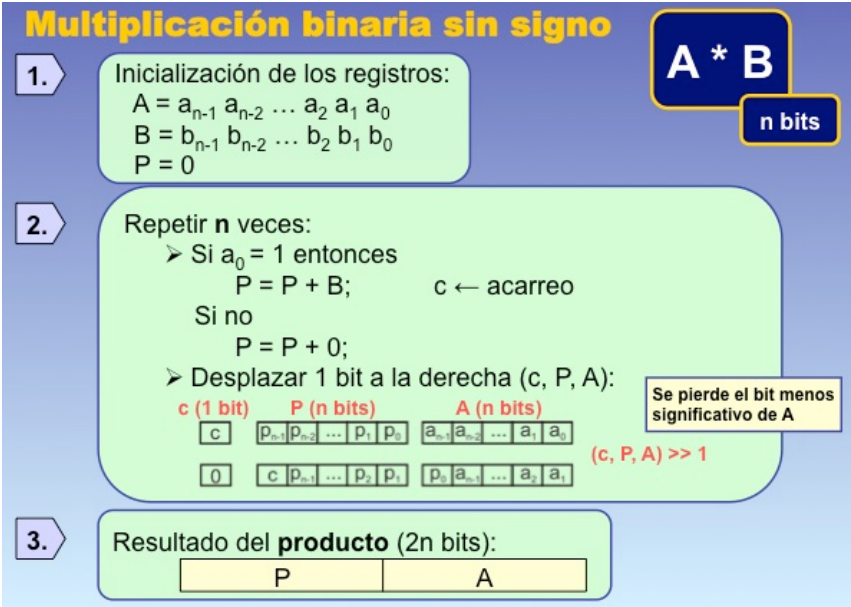 Multiplicación binaria sin signo
A * B
n bits
1.
Inicialización de los registros:
A = aₙ₋₁ aₙ₋₂ … a₂ a₁ a₀
B = bₙ₋₁ bₙ₋₂ … b₂ b₁ b₀
P = 0
2.
Repetir n veces:
➢ Si a₀ = 1 entonces
P = P + B; c ← acarreo
Si no
P = P + 0;
➢ Desplazar 1 bit a la derecha (c, P, A):
Se pierde el bit menos
significativo de A
c (1 bit) P (n bits) A (n bits)
c pₙ₋₁ pₙ₋₂ … p₁ p₀ aₙ₋₁ aₙ₋₂ … a₁ a₀
(c, P, A) >> 1
0 c pₙ₋₁ … p₂ p₁ p₀ aₙ₋₁ … a₂ a₁
3.
Resultado del producto (2n bits):
P A